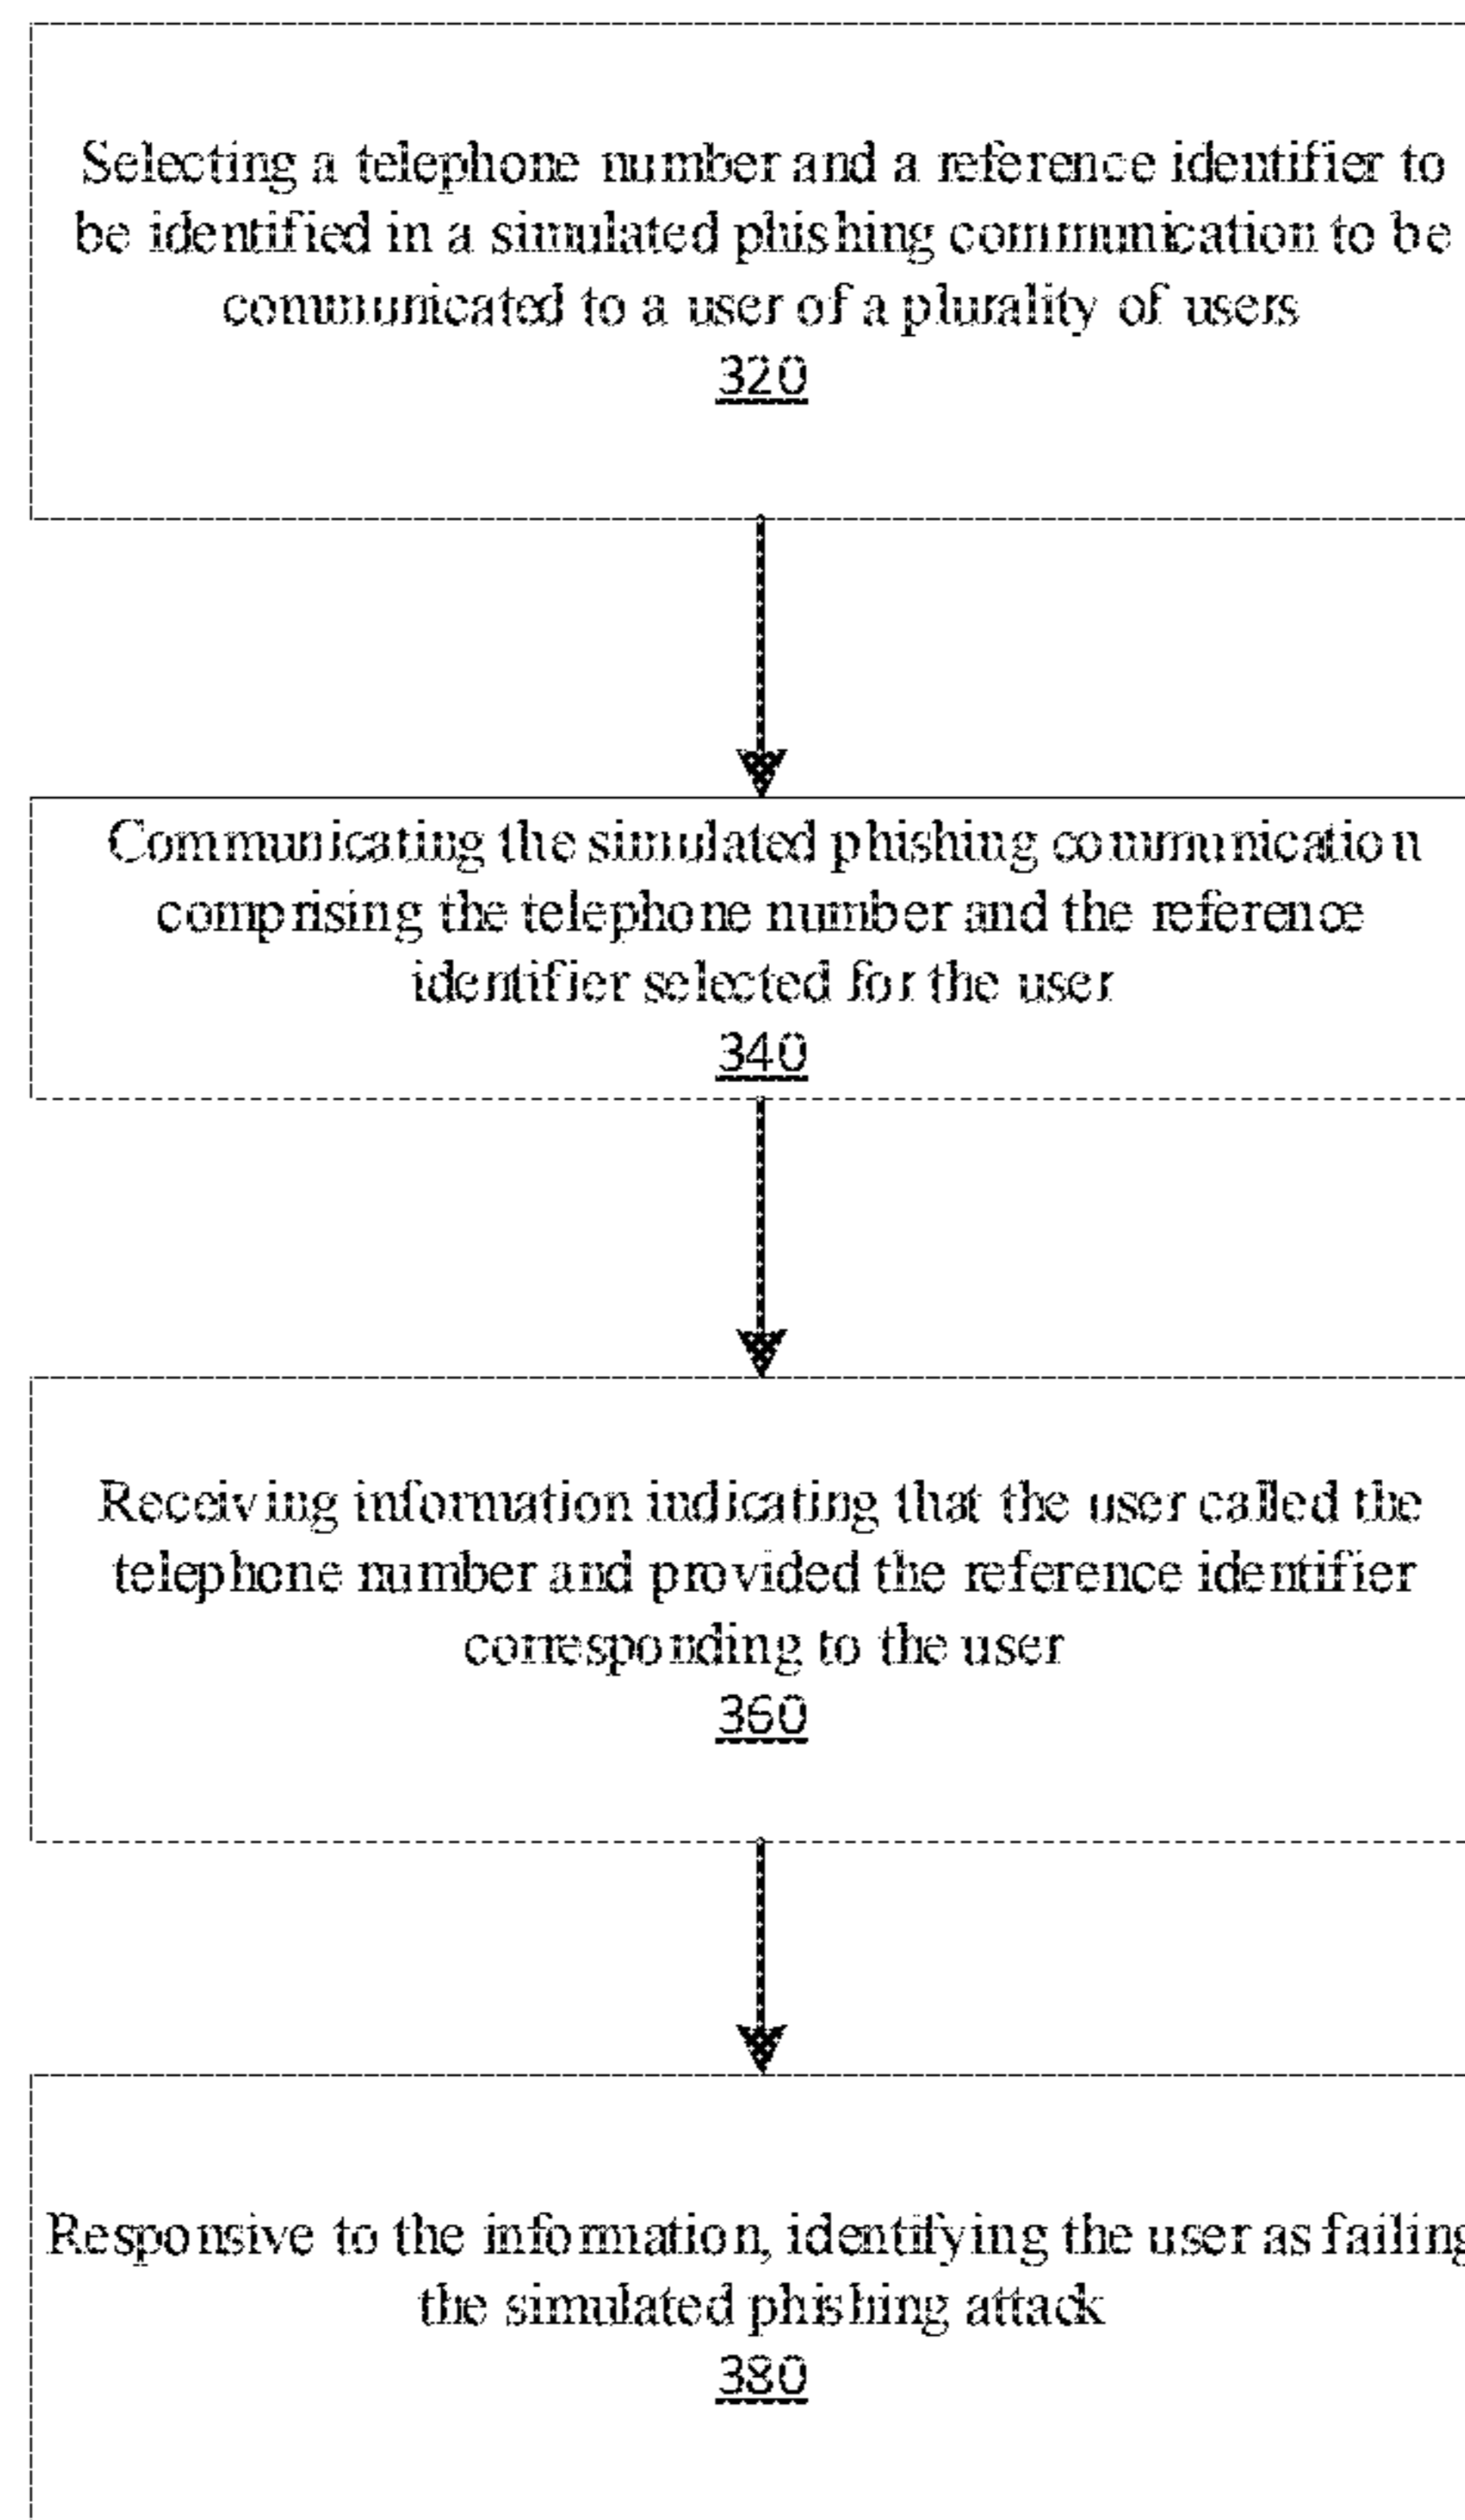 Selecting a telephone number and a reference identifier to
be identified in a simulated phishing communication to be
communicated to a user of a plurality of users
320
Communicating the simulated phishing communication
comprising the telephone number and the reference
identifier selected for the user
340
Receiving information indicating that the user called the
telephone number and provided the reference identifier
corresponding to the user
360
Responsive to the information, identifying the user as failing
the simulated phishing attack
380